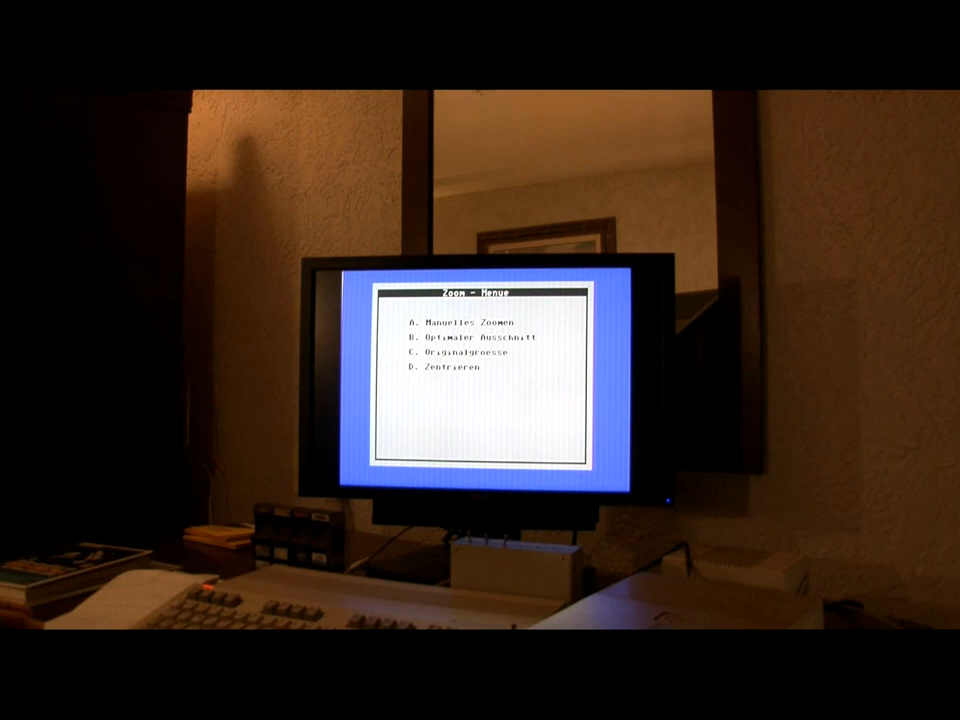 Zoom - Menue
A. Manuelles Zoomen
B. Optimaler Ausschnitt
C. Originalgroesse
D. Zentrieren